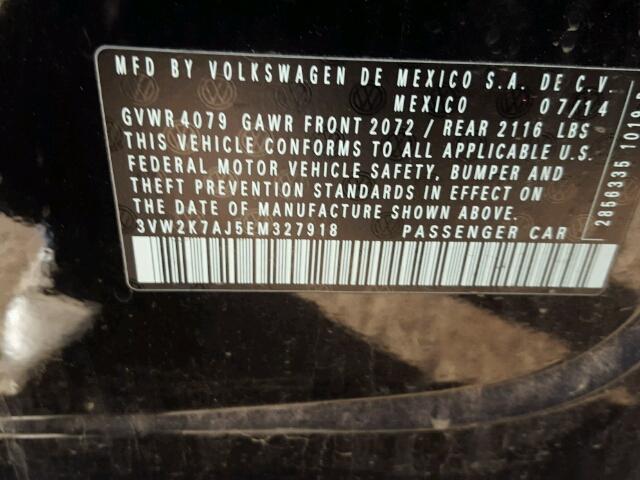 MFD BY VOLKSWAGEN DE MEXICO S.A. DE C.V.
MEXICO 07/14
GVWR 4079 GAWR FRONT 2072 / REAR 2116 LBS
THIS VEHICLE CONFORMS TO ALL APPLICABLE U.S.
FEDERAL MOTOR VEHICLE SAFETY, BUMPER AND
THEFT PREVENTION STANDARDS IN EFFECT ON
THE DATE OF MANUFACTURE SHOWN ABOVE.
3VW2K7AJ5EM327918 PASSENGER CAR
2856335 1019